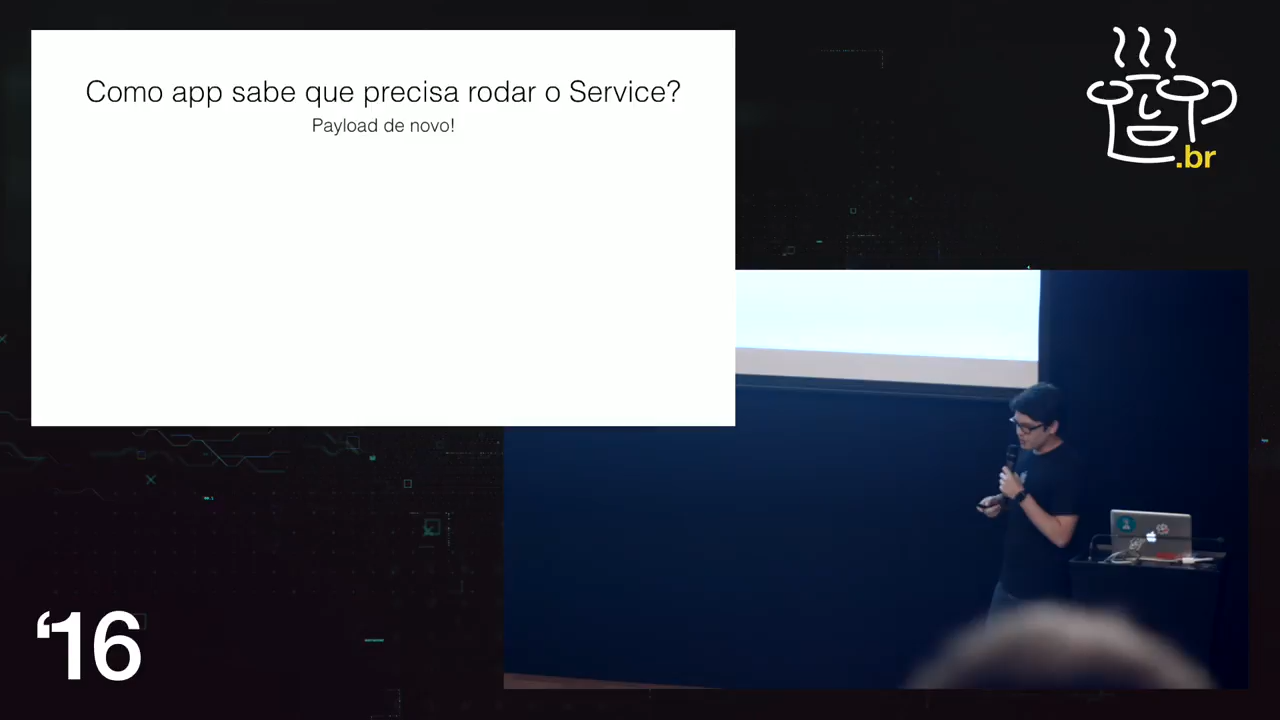 Como app sabe que precisa rodar o Service?
Payload de novo!
.br
‘16